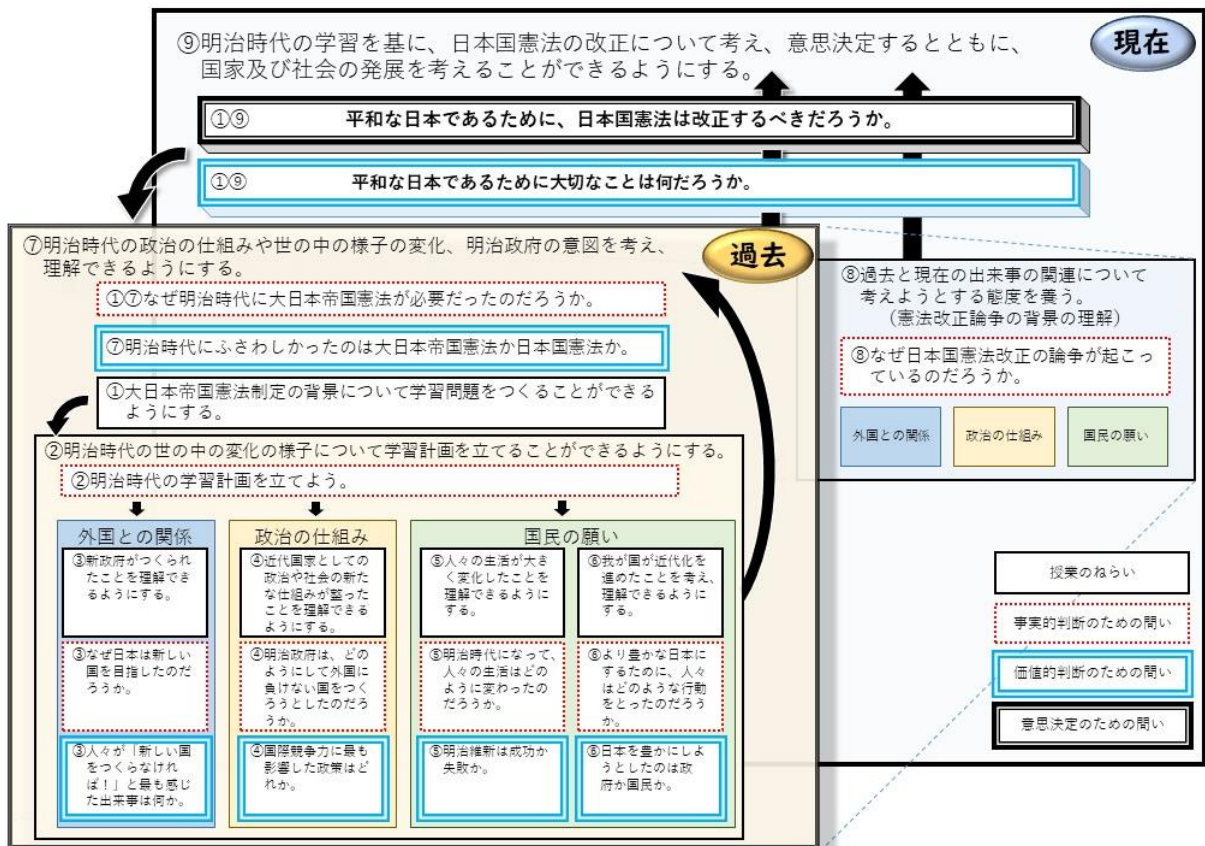 現在
⑨明治時代の学習を基に、日本国憲法の改正について考え、意思決定するとともに、
国家及び社会の発展を考えることができるようにする。
①⑨ 平和な日本であるために、日本国憲法は改正するべきだろうか。
①⑨ 平和な日本であるために大切なことは何だろうか。
過去
⑦明治時代の政治の仕組みや世の中の様子の変化、明治政府の意図を考え、
理解できるようにする。
①⑦なぜ明治時代に大日本帝国憲法が必要だったのだろうか。
⑦明治時代にふさわしかったのは大日本帝国憲法か日本国憲法か。
①大日本帝国憲法制定の背景について学習問題をつくることができる
ようにする。
②明治時代の世の中の変化の様子について学習計画を立てることができるようにする。
②明治時代の学習計画を立てよう。
外国との関係
③新政府がつくられ
たことを理解でき
るようにする。
③なぜ日本は新しい
国を目指したのだ
ろうか。
③人々が「新しい国
をつくらなけれ
ば！」と最も感じ
た出来事は何か。
政治の仕組み
④近代国家としての
政治や社会の新た
な仕組みが整った
ことを理解できる
ようにする。
④明治政府は、どの
ようにして外国に
負けない国をつく
ろうとしたのだろ
うか。
④国際競争力に最も
影響した政策はど
れか。
国民の願い
⑤人々の生活が大き
く変化したことを
理解できるように
する。
⑤明治時代になって、
人々の生活はどの
ように変わったの
だろうか。
⑤明治維新は成功か
失敗か。
⑥我が国が近代化を
進めたことを考え、
理解できるように
する。
⑥より豊かな日本に
するために、人々
はどのような行動
をとったのだろう
か。
⑥日本を豊かにしよ
うとしたのは政
府か国民か。
⑧過去と現在の出来事の関連について
考えようとする態度を養う。
（憲法改正論争の背景の理解）
⑧なぜ日本国憲法改正の論争が起こっ
ているのだろうか。
外国との関係
政治の仕組み
国民の願い
授業のねらい
事実的判断のための問い
価値的判断のための問い
意思決定のための問い